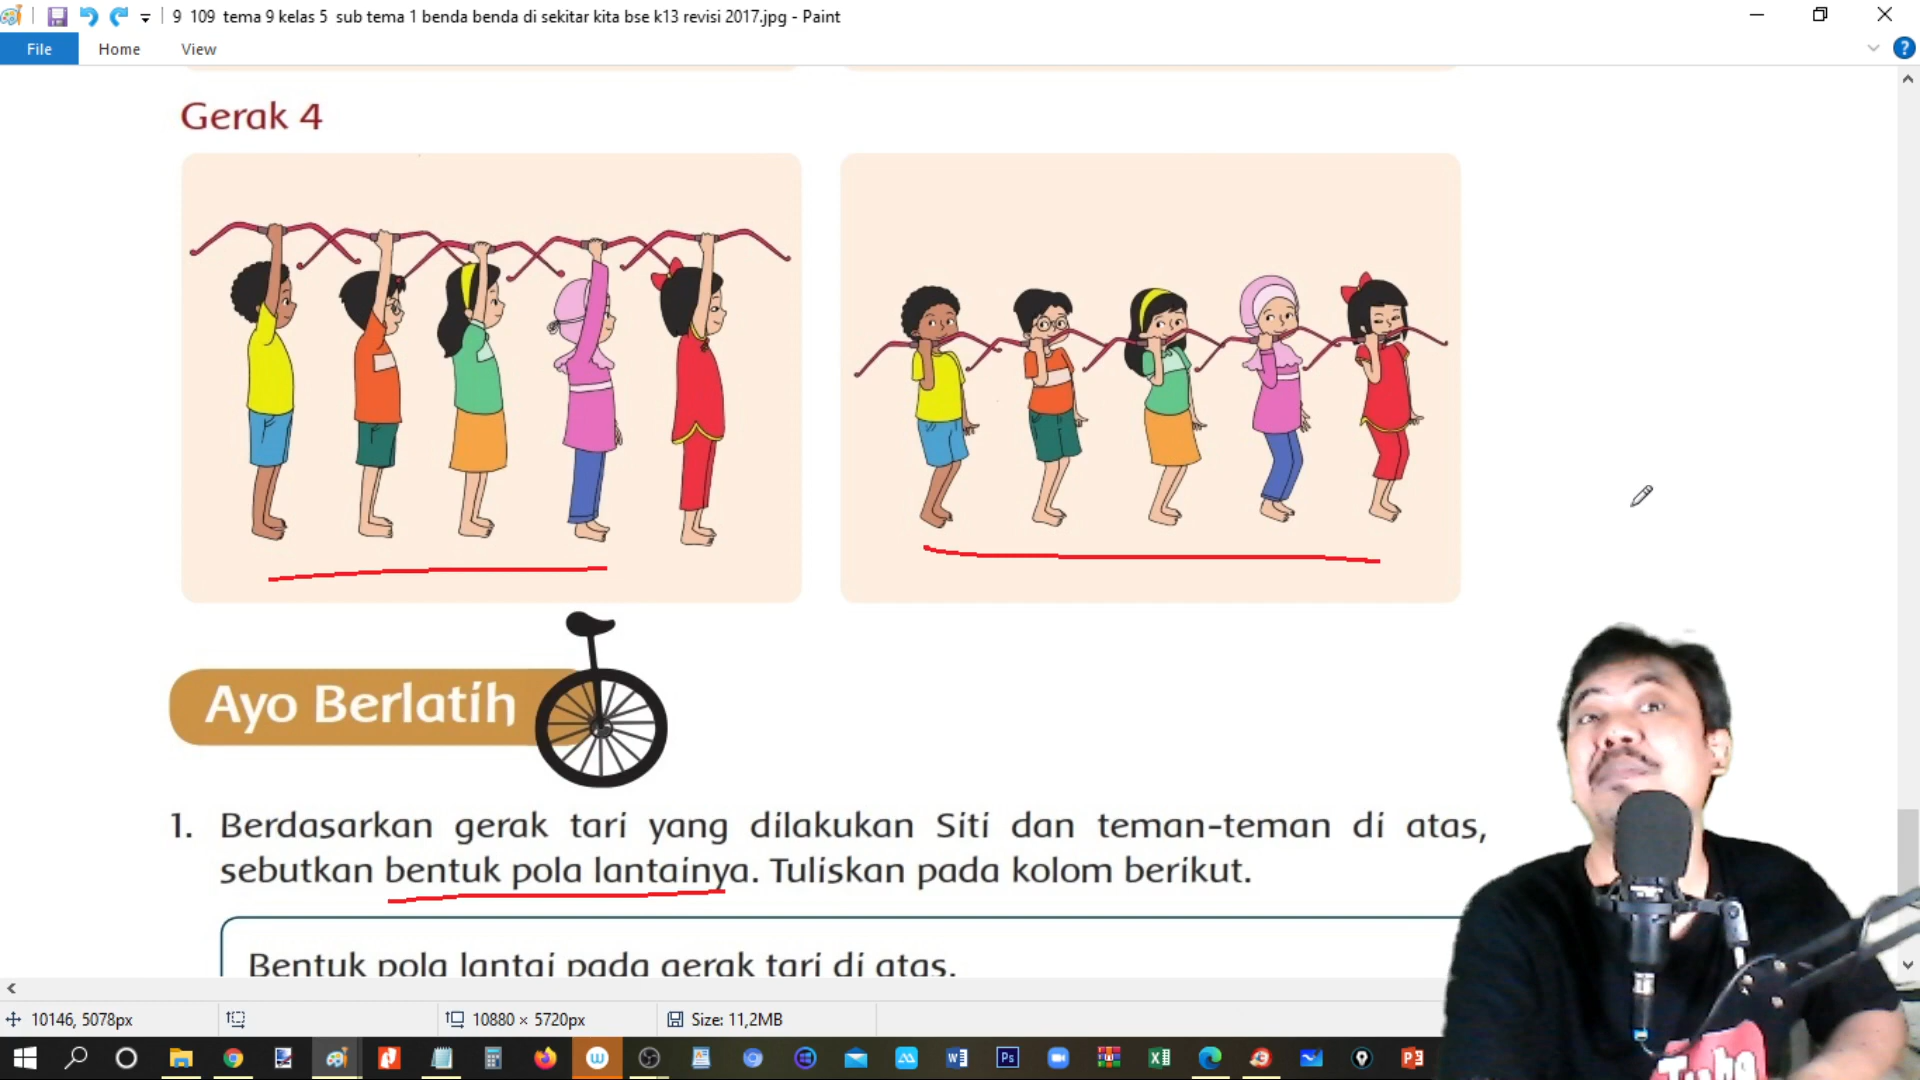 9 109 tema 9 kelas 5 sub tema 1 benda benda di sekitar kita bse k13 revisi 2017.jpg - Paint
File Home View
Gerak 4
Ayo Berlatih
1. Berdasarkan gerak tari yang dilakukan Siti dan teman-teman di atas,
sebutkan bentuk pola lantainya. Tuliskan pada kolom berikut.
Bentuk pola lantai pada gerak tari di atas.
10146, 5078px
10880 × 5720px
Size: 11,2MB